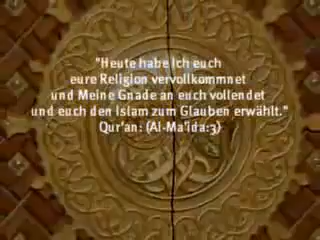 "Heute habe Ich euch
eure Religion vervollkommnet
und Meine Gnade an euch vollendet
und euch den Islam zum Glauben erwählt."
Qur'an: (Al-Ma'ida:3)